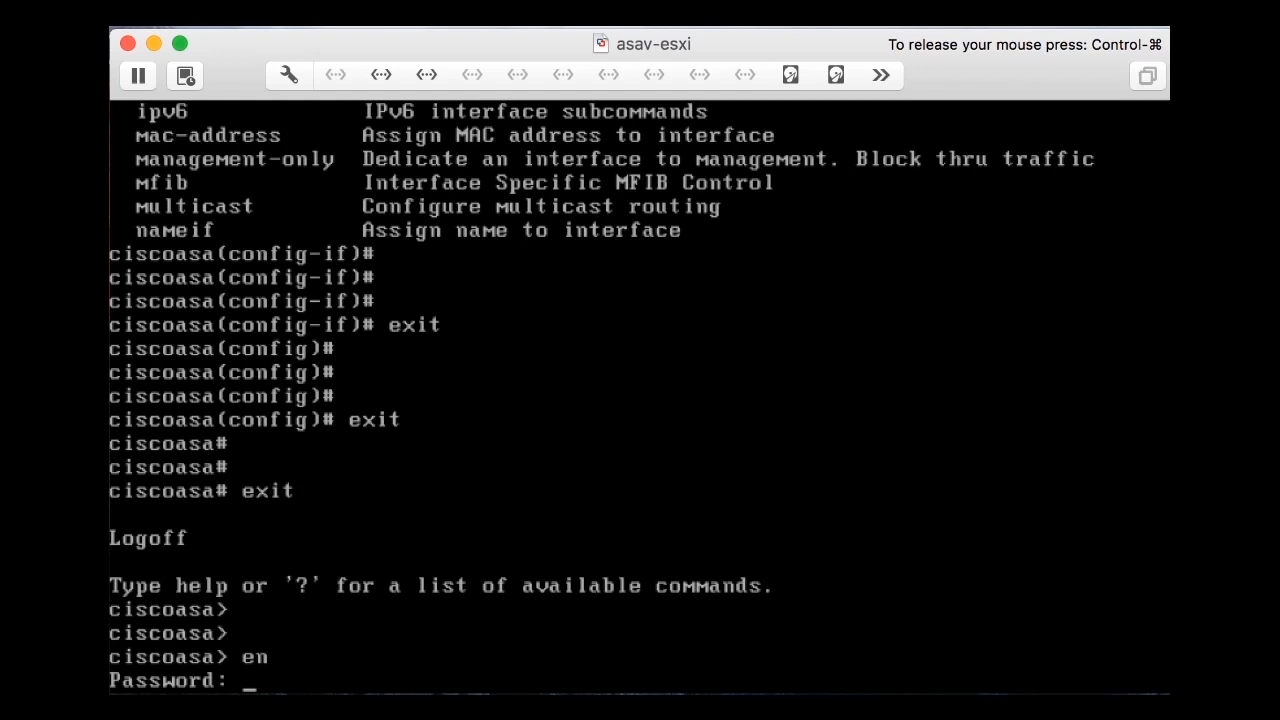 asav-esxi
To release your mouse press: Control-⌘
ipv6 IPv6 interface subcommands
mac-address Assign MAC address to interface
management-only Dedicate an interface to management. Block thru traffic
mfib Interface Specific MFIB Control
multicast Configure multicast routing
nameif Assign name to interface
ciscoasa(config-if)#
ciscoasa(config-if)#
ciscoasa(config-if)#
ciscoasa(config-if)# exit
ciscoasa(config)#
ciscoasa(config)#
ciscoasa(config)#
ciscoasa(config)# exit
ciscoasa#
ciscoasa#
ciscoasa# exit
Logoff
Type help or '?' for a list of available commands.
ciscoasa>
ciscoasa>
ciscoasa> en
Password: _